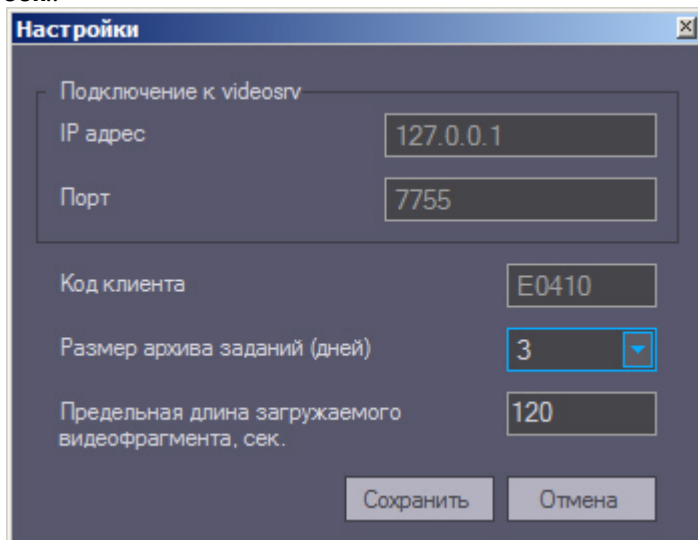 Настройки
Подключение к videosrv
IP адрес 127.0.0.1
Порт 7755
Код клиента E0410
Размер архива заданий (дней) 3
Предельная длина загружаемого 120
видеофрагмента, сек.
Сохранить Отмена